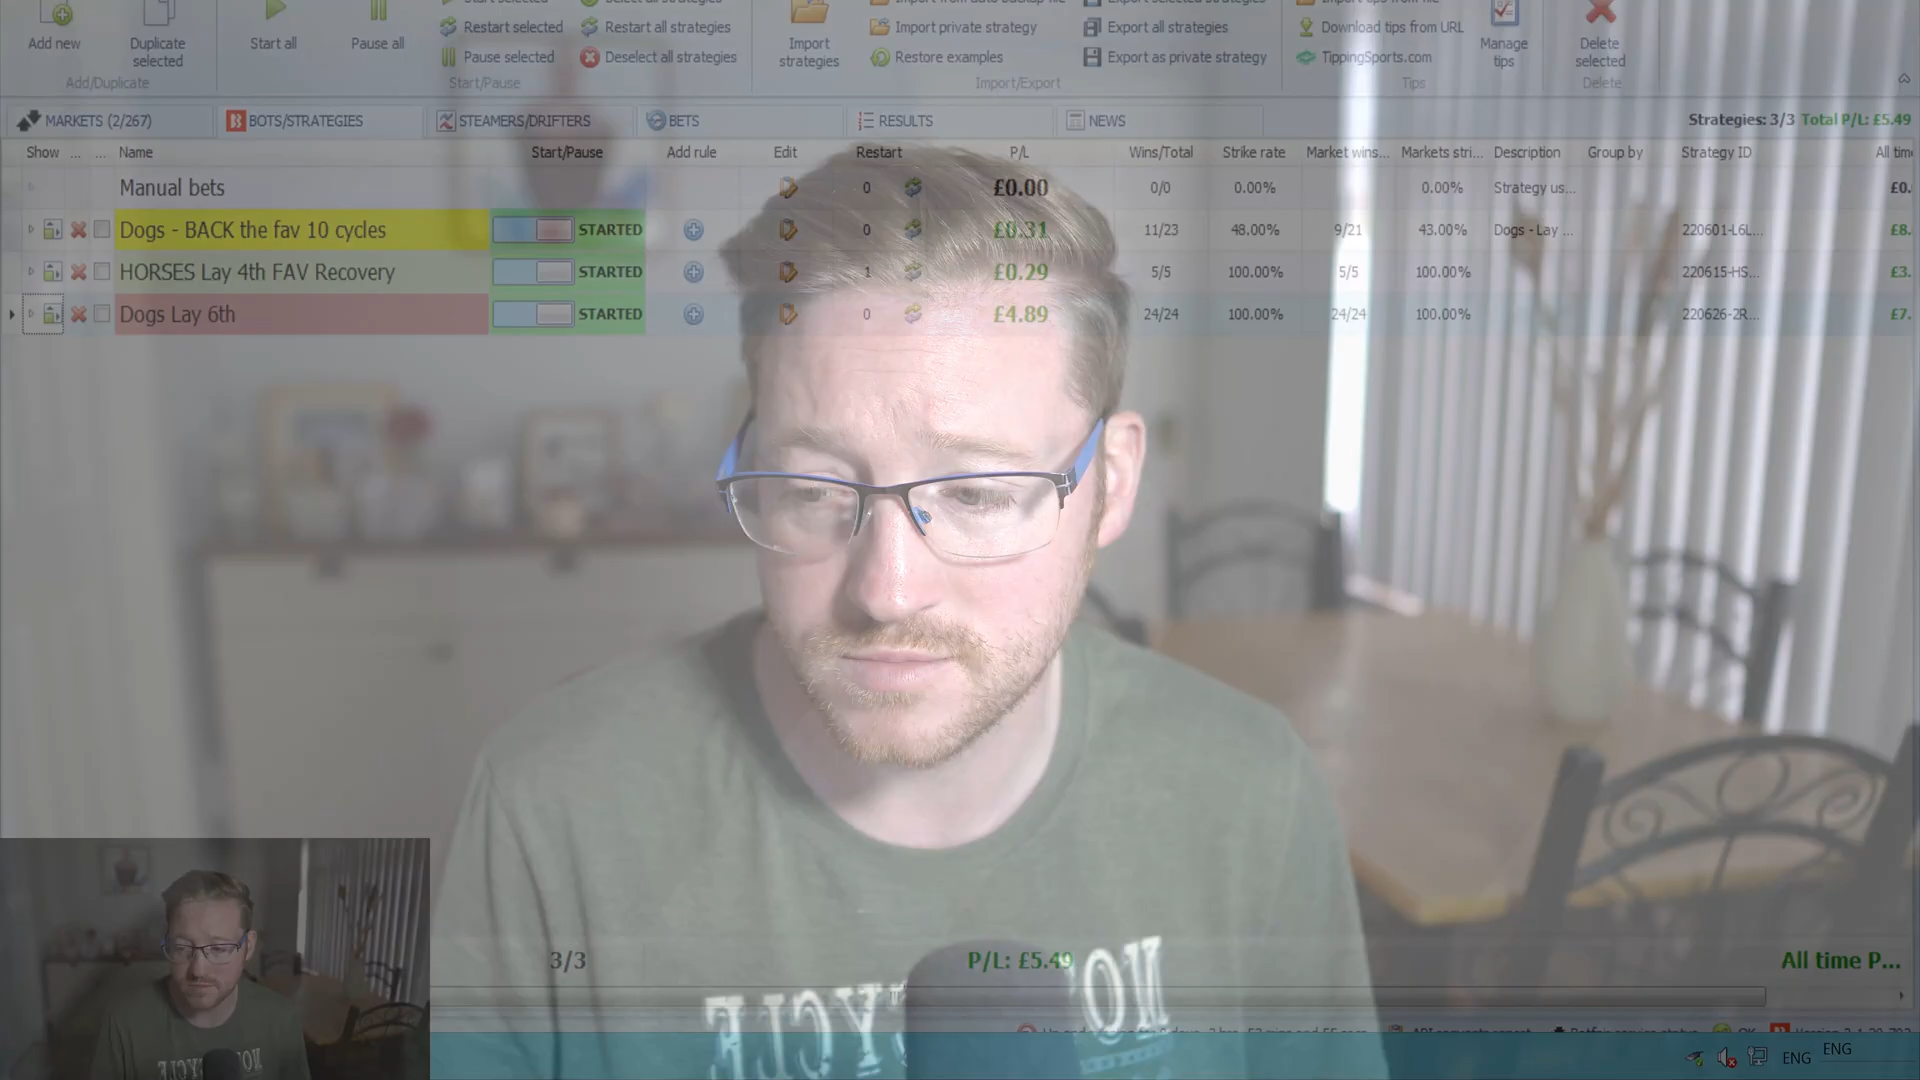 Add new
Duplicate selected
Add/Duplicate
Start all
Pause all
Restart selected
Restart all strategies
Pause selected
Deselect all strategies
Start/Pause
Import strategies
Import private strategy
Export all strategies
Restore examples
Export as private strategy
Import/Export
Download tips from URL
TippingSports.com
Manage tips
Tips
Delete selected
Delete
MARKETS (2/267) BOTS/STRATEGIES STEAMERS/DRIFTERS BETS RESULTS NEWS Strategies: 3/3 Total P/L: £5.49
Show ... ... Name Start/Pause Add rule Edit Restart P/L Wins/Total Strike rate Market wins... Markets stri... Description Group by Strategy ID All time
Manual bets 0 £0.00 0/0 0.00% 0.00% Strategy us... £0.
Dogs - BACK the fav 10 cycles STARTED 0 £0.31 11/23 48.00% 9/21 43.00% Dogs - Lay ... 220601-L6L... £8.
HORSES Lay 4th FAV Recovery STARTED 1 £0.29 5/5 100.00% 5/5 100.00% 220615-HS... £3.
Dogs Lay 6th STARTED 0 £4.89 24/24 100.00% 24/24 100.00% 220626-2R... £7.
3/3 P/L: £5.49 All time P...
ENG ENG